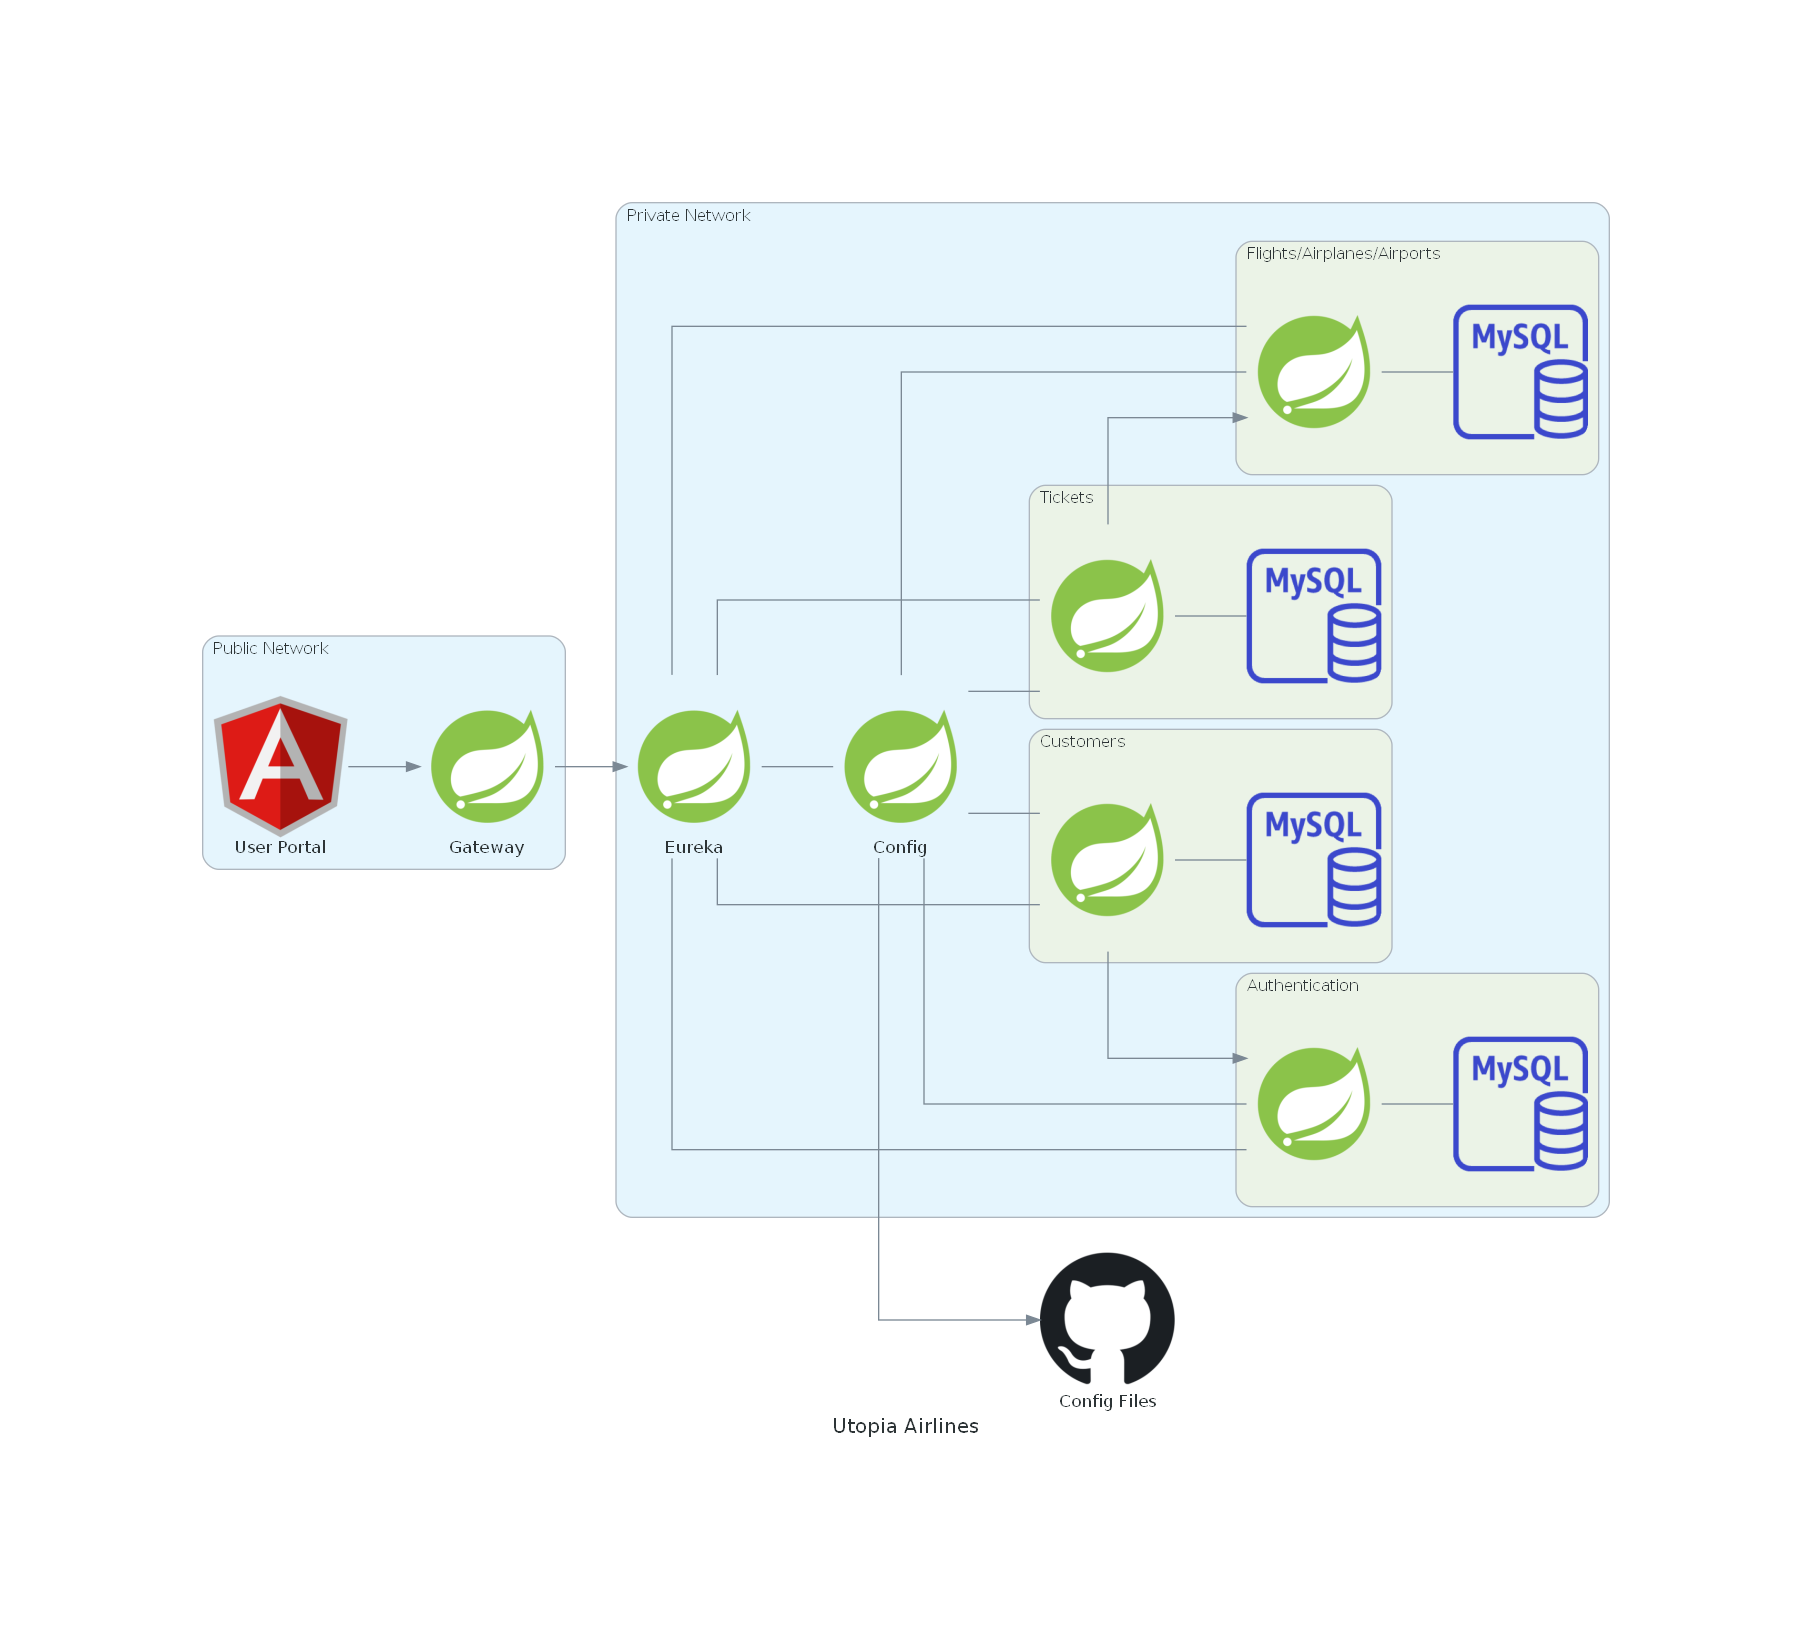 Private Network
Flights/Airplanes/Airports
MySQL
Tickets
MySQL
Public Network
User Portal
Gateway
Eureka
Config
Customers
MySQL
Authentication
MySQL
Config Files
Utopia Airlines